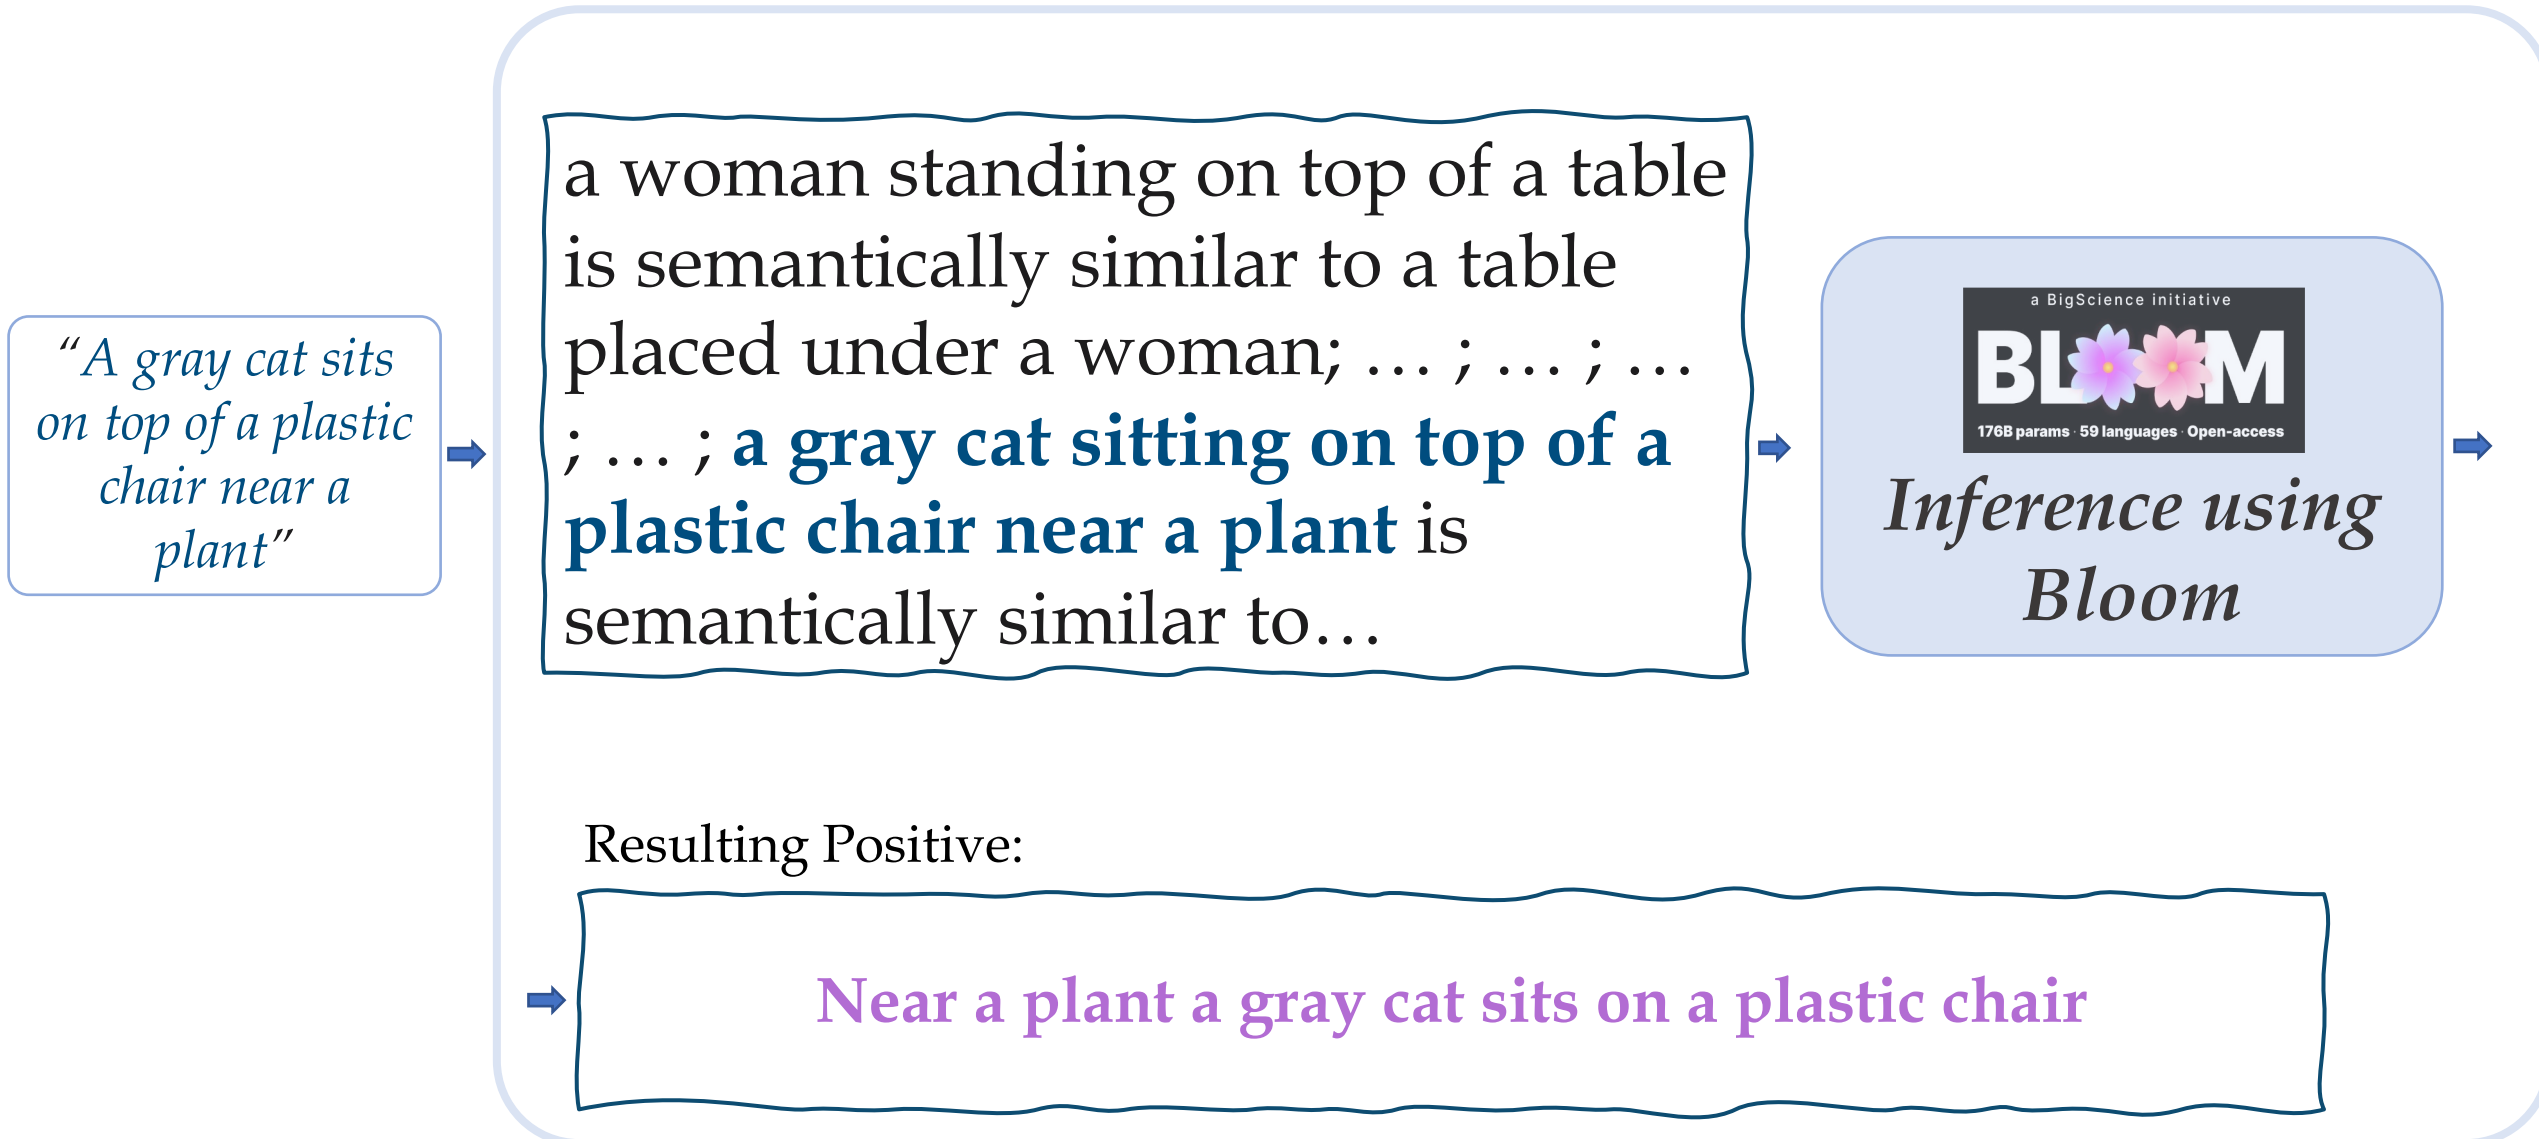 “A gray cat sits
on top of a plastic
chair near a
plant”
a woman standing on top of a table
is semantically similar to a table
placed under a woman; … ; … ; …
; … ; a gray cat sitting on top of a
plastic chair near a plant is
semantically similar to…
a BigScience initiative
BLOOM
176B params · 59 languages · Open-access
Inference using
Bloom
Resulting Positive:
Near a plant a gray cat sits on a plastic chair